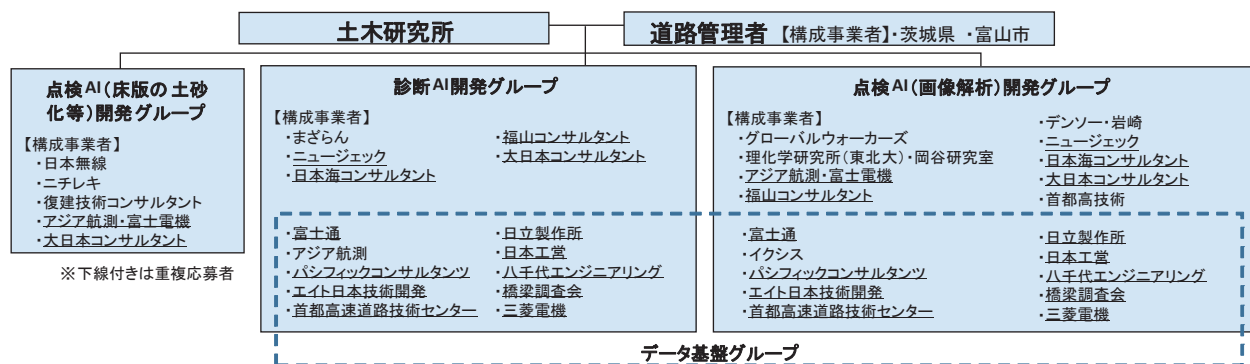 土木研究所
道路管理者 【構成事業者】・茨城県 ・富山市
点検AI(床版の土砂
化等)開発グループ
【構成事業者】
・日本無線
・ニチレキ
・復建技術コンサルタント
・アジア航測・富士電機
・大日本コンサルタント
※下線付きは重複応募者
診断AI開発グループ
【構成事業者】
・まざらん
・ニュージェック
・日本海コンサルタント
・福山コンサルタント
・大日本コンサルタント
・富士通
・アジア航測
・パシフィックコンサルタンツ
・エイト日本技術開発
・首都高速道路技術センター
・日立製作所
・日本工営
・八千代エンジニアリング
・橋梁調査会
・三菱電機
点検AI(画像解析)開発グループ
【構成事業者】
・グローバルウォーカーズ
・理化学研究所(東北大)・岡谷研究室
・アジア航測・富士電機
・福山コンサルタント
・デンソー・岩崎
・ニュージェック
・日本海コンサルタント
・大日本コンサルタント
・首都高技術
・富士通
・イクシス
・パシフィックコンサルタンツ
・エイト日本技術開発
・首都高速道路技術センター
・日立製作所
・日本工営
・八千代エンジニアリング
・橋梁調査会
・三菱電機
データ基盤グループ